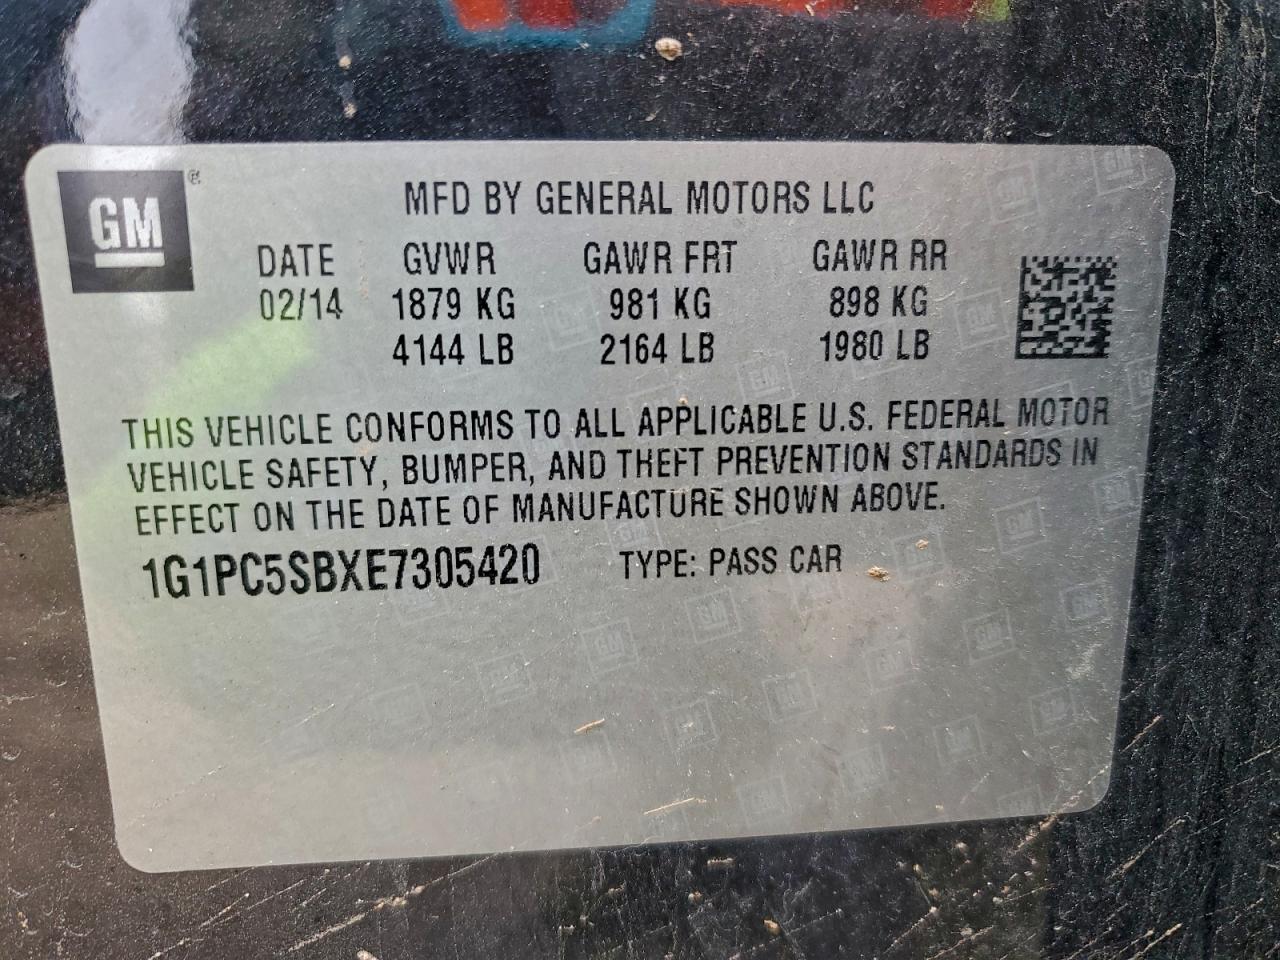 GM®
MFD BY GENERAL MOTORS LLC
DATE GVWR GAWR FRT GAWR RR
02/14 1879 KG 981 KG 898 KG
4144 LB 2164 LB 1980 LB
THIS VEHICLE CONFORMS TO ALL APPLICABLE U.S. FEDERAL MOTOR
VEHICLE SAFETY, BUMPER, AND THEFT PREVENTION STANDARDS IN
EFFECT ON THE DATE OF MANUFACTURE SHOWN ABOVE.
1G1PC5SBXE7305420 TYPE: PASS CAR